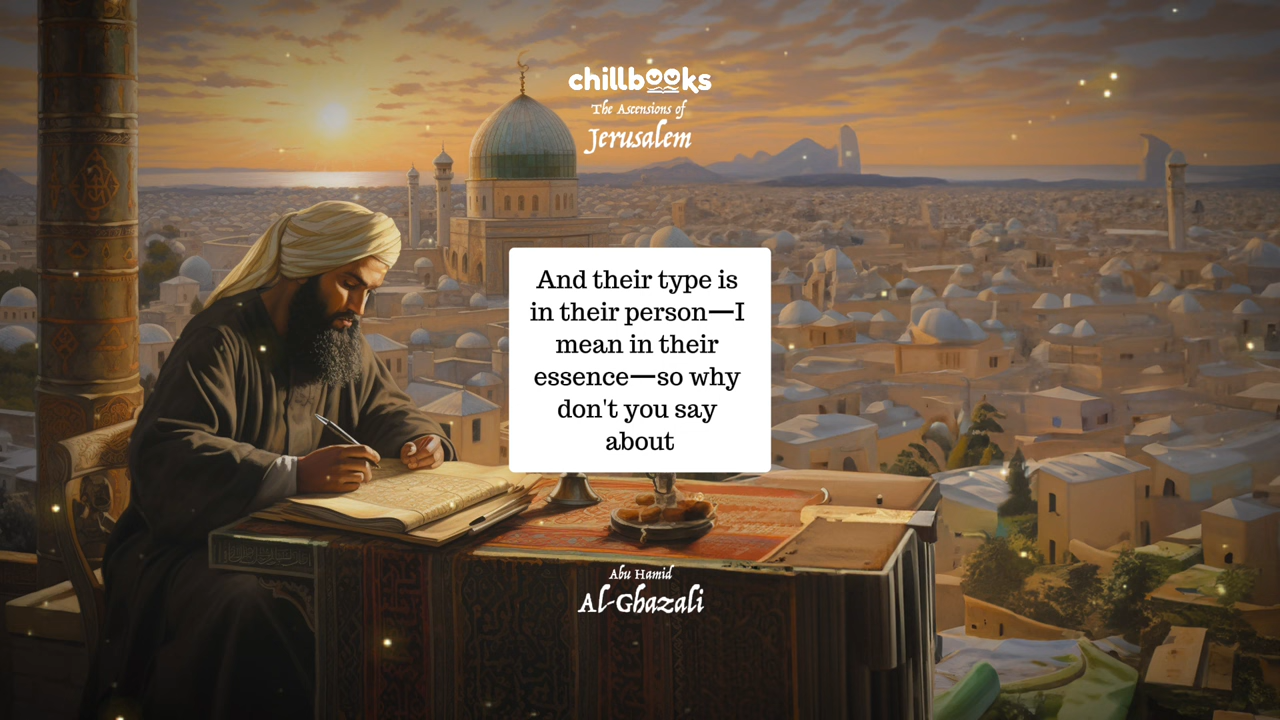 chillbooks
The Ascensions of
Jerusalem
And their type is
in their person—I
mean in their
essence—so why
don't you say
about
Abu Hamid
Al-Ghazali